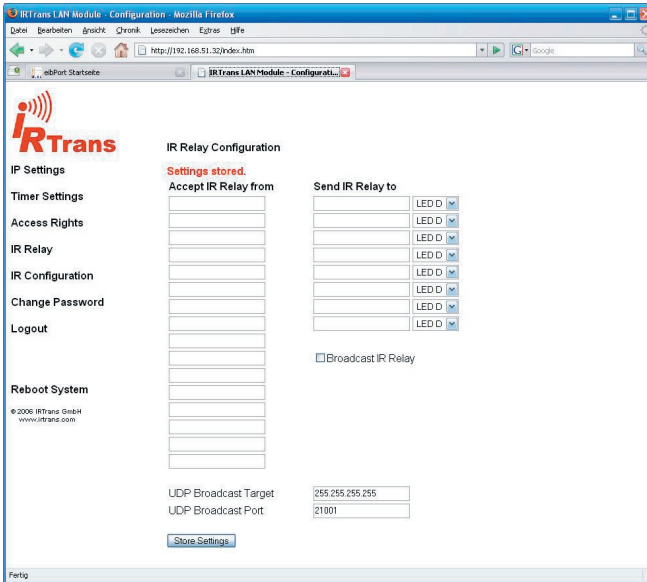 IRTrans LAN Module - Configuration - Mozilla Firefox
Datei Bearbeiten Ansicht Chronik Lesezeichen Extras Hilfe
http://192.168.51.32/index.htm
G Google
eibPort Startseite
IRTrans LAN Module - Configurati...
iRTrans
IR Relay Configuration
IP Settings
Settings stored.
Accept IR Relay from Send IR Relay to
Timer Settings
LED D
LED D
Access Rights
LED D
IR Relay
LED D
IR Configuration
LED D
LED D
Change Password
LED D
Logout
LED D
Broadcast IR Relay
Reboot System
© 2006 IRTrans GmbH
www.irtrans.com
UDP Broadcast Target 255.255.255.255
UDP Broadcast Port 21001
Store Settings
Fertig